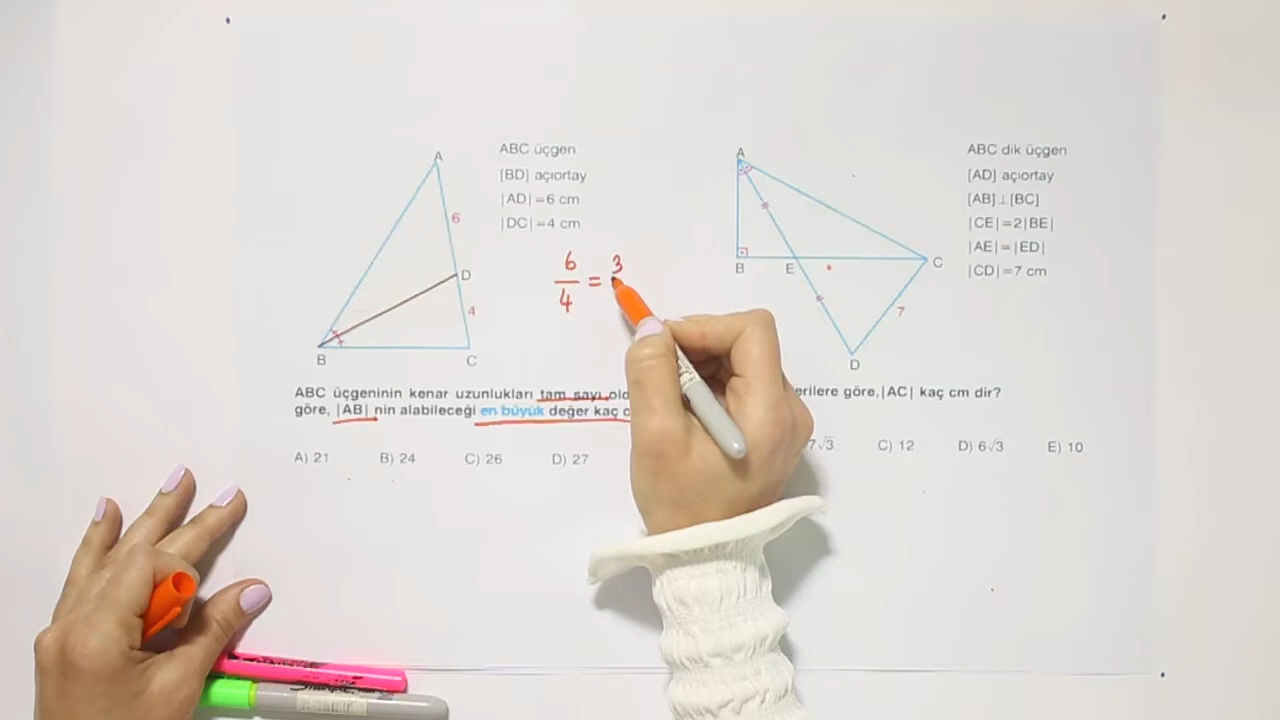 A
6
D
4
B
C
ABC üçgen
[BD] açıortay
|AD|=6 cm
|DC|=4 cm
6/4 = 3
ABC üçgeninin kenar uzunlukları tam sayı
göre, |AB| nin alabileceği en büyük değer kaç
A) 21 B) 24 C) 26 D) 27
A
B
E
C
7
D
ABC dik üçgen
[AD] açıortay
[AB]⊥[BC]
|CE|=2|BE|
|AE|=|ED|
|CD|=7 cm
göre,|AC| kaç cm dir?
7√3 C) 12 D) 6√3 E) 10